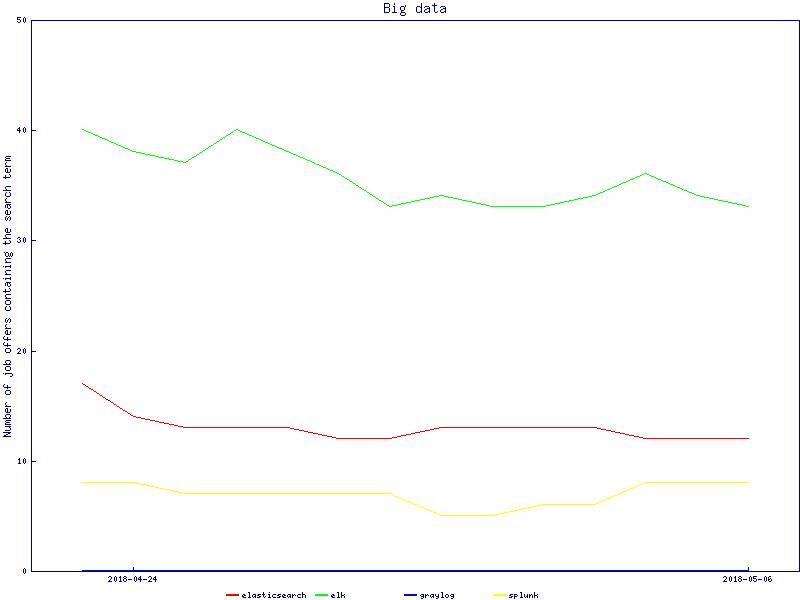 Big data
Number of job offers containing the search term
50
40
30
20
10
0
2018-04-24
2018-05-06
elasticsearch
elk
graylog
splunk